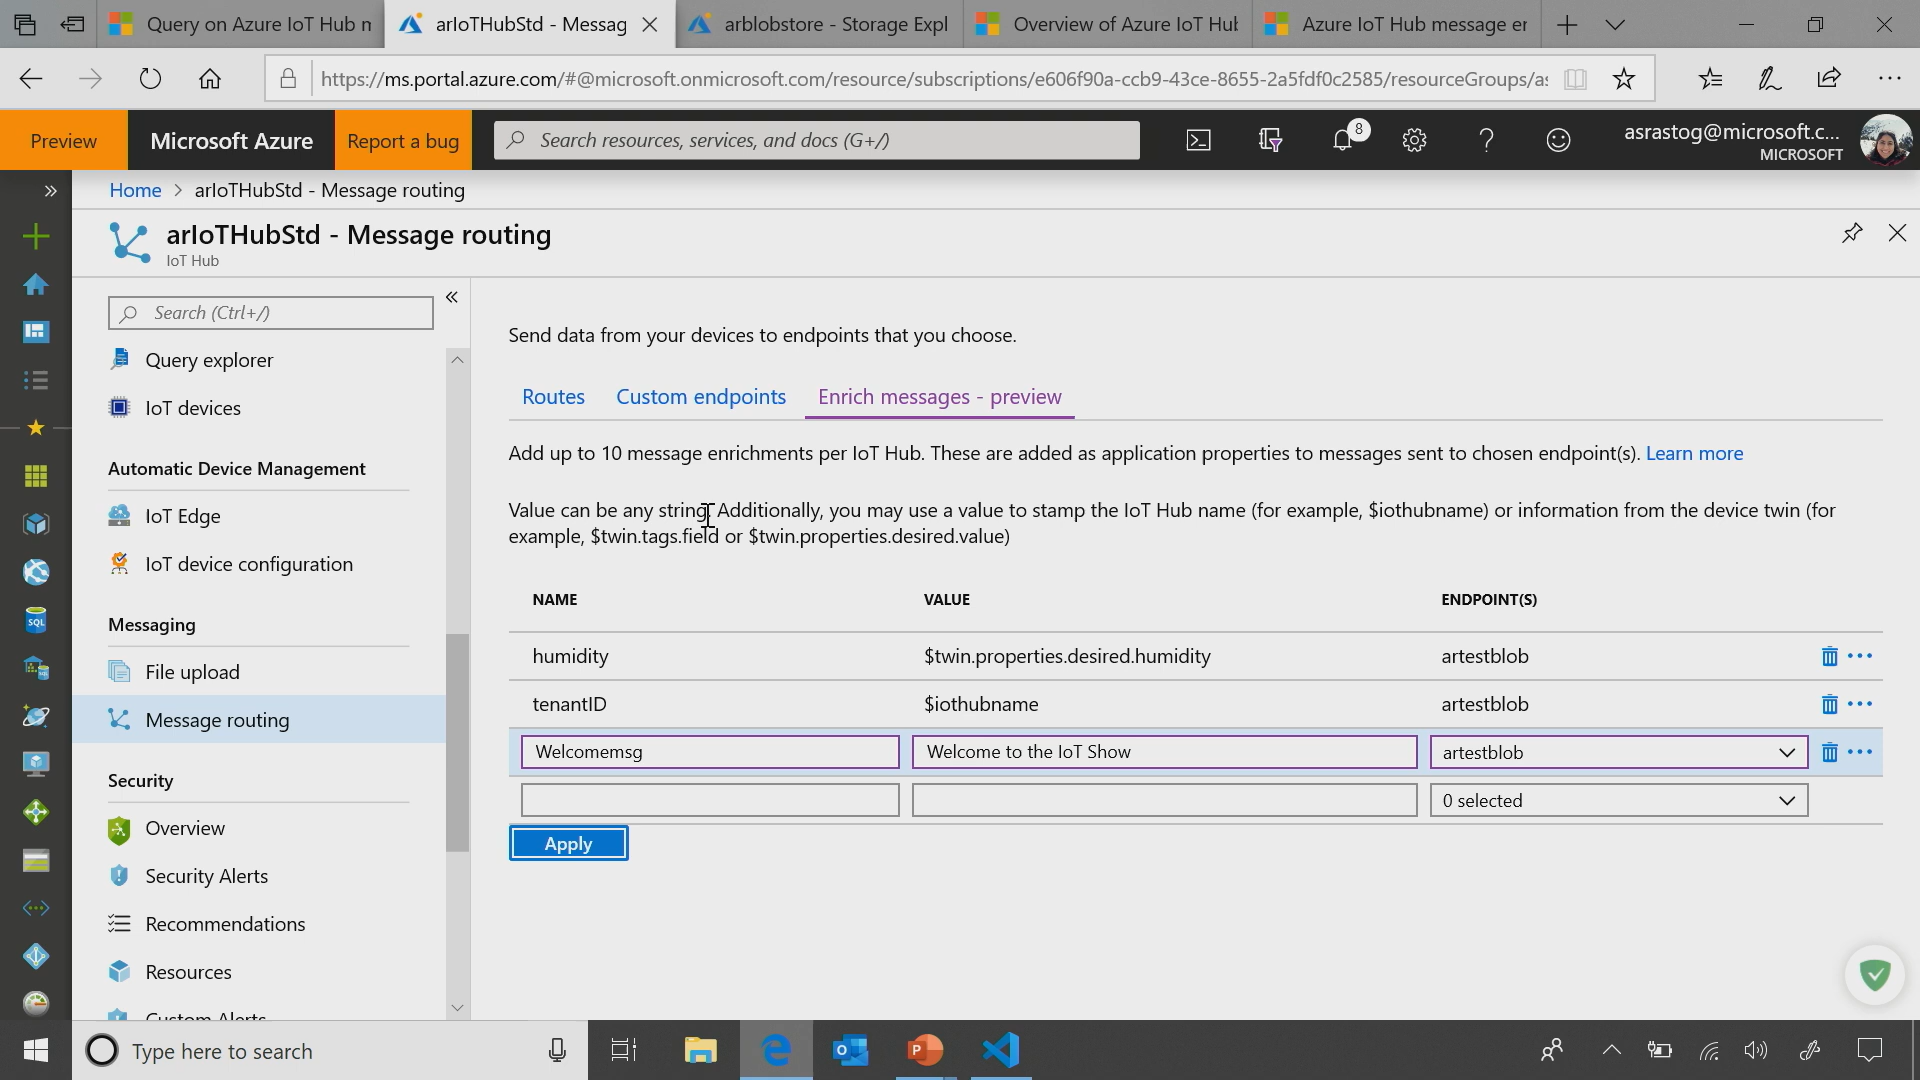 Query on Azure IoT Hub m
arIoTHubStd - Messag
arblobstore - Storage Expl
Overview of Azure IoT Hub
Azure IoT Hub message en
https://ms.portal.azure.com/#@microsoft.onmicrosoft.com/resource/subscriptions/e606f90a-ccb9-43ce-8655-2a5fdf0c2585/resourceGroups/as
Preview
Microsoft Azure
Report a bug
Search resources, services, and docs (G+/)
8
asrastog@microsoft.c...
MICROSOFT
Home > arIoTHubStd - Message routing
arIoTHubStd - Message routing
IoT Hub
Search (Ctrl+/)
Query explorer
IoT devices
Automatic Device Management
IoT Edge
IoT device configuration
Messaging
File upload
Message routing
Security
Overview
Security Alerts
Recommendations
Resources
Custom Alerts
Send data from your devices to endpoints that you choose.
Routes
Custom endpoints
Enrich messages - preview
Add up to 10 message enrichments per IoT Hub. These are added as application properties to messages sent to chosen endpoint(s). Learn more
Value can be any string. Additionally, you may use a value to stamp the IoT Hub name (for example, $iothubname) or information from the device twin (for
example, $twin.tags.field or $twin.properties.desired.value)
NAME VALUE ENDPOINT(S)
humidity $twin.properties.desired.humidity artestblob
tenantID $iothubname artestblob
Welcomemsg Welcome to the IoT Show artestblob
0 selected
Apply
SQL
Type here to search